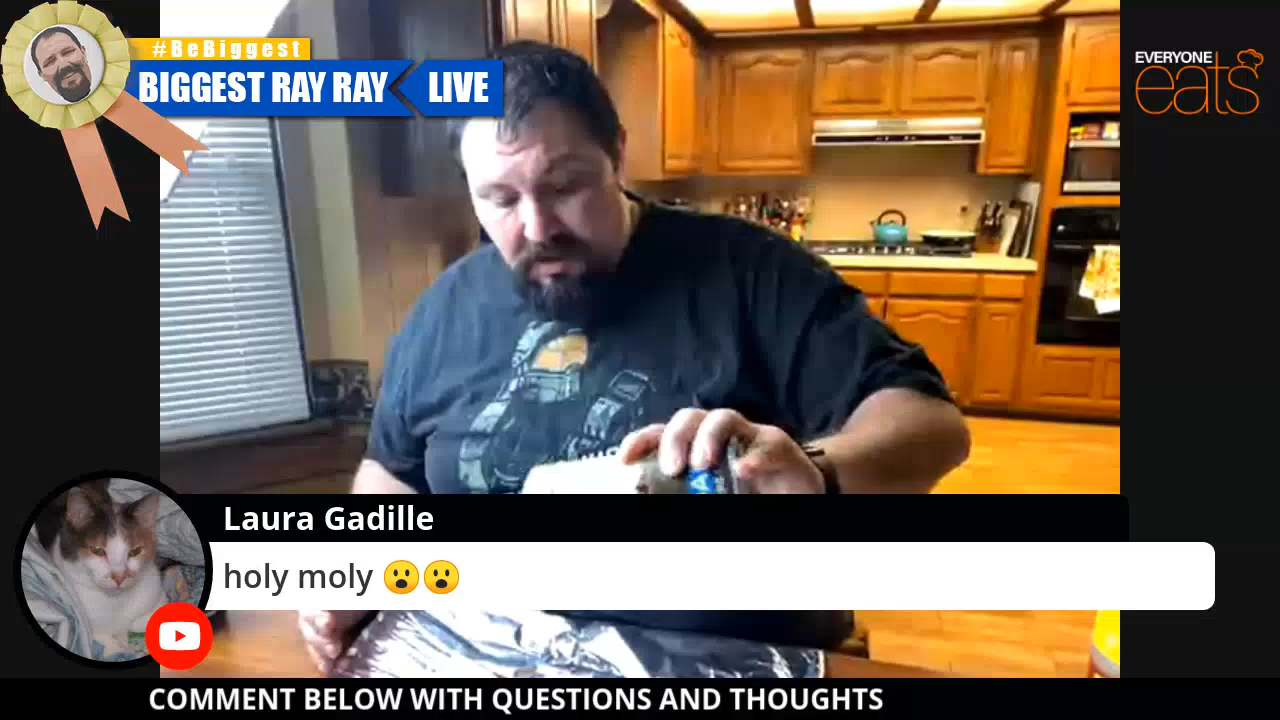 #BeBiggest
BIGGEST RAY RAY
LIVE
EVERYONE
eats
Laura Gadille
holy moly 😮😮
COMMENT BELOW WITH QUESTIONS AND THOUGHTS